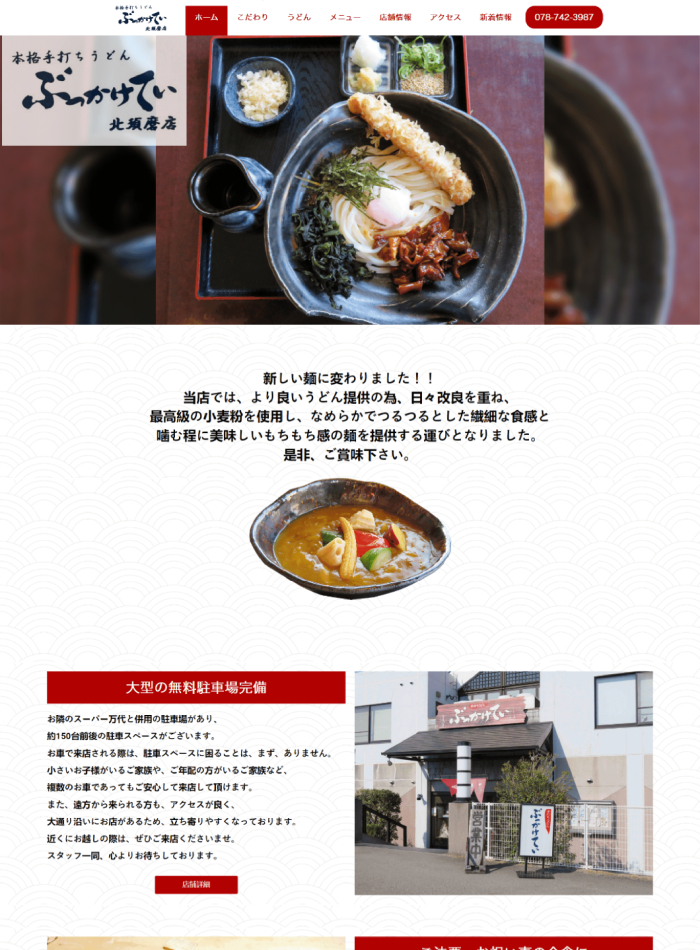 本格手打ちうどん
ぶっかけてい
北須磨店
ホーム
こだわり
うどん
メニュー
店舗情報
アクセス
新着情報
078-742-3987
本格手打ちうどん
ぶっかけてい
北須磨店
新しい麺に変わりました！！
当店では、より良いうどん提供の為、日々改良を重ね、
最高級の小麦粉を使用し、なめらかでつるつるとした繊細な食感と
噛む程に美味しいもちもち感の麺を提供する運びとなりました。
是非、ご賞味下さい。
大型の無料駐車場完備
お隣のスーパー万代と併用の駐車場があり、
約150台前後の駐車スペースがございます。
お車で来店される際は、駐車スペースに困ることは、まず、ありません。
小さいお子様がいるご家族や、ご年配の方がいるご家族など、
複数のお車であってもご安心して来店して頂けます。
また、遠方から来られる方も、アクセスが良く、
大通り沿いにお店があるため、立ち寄りやすくなっております。
近くにお越しの際は、ぜひご来店くださいませ。
スタッフ一同、心よりお待ちしております。
店舗詳細
ぶっかけてい
営業中
ぶっかけてい